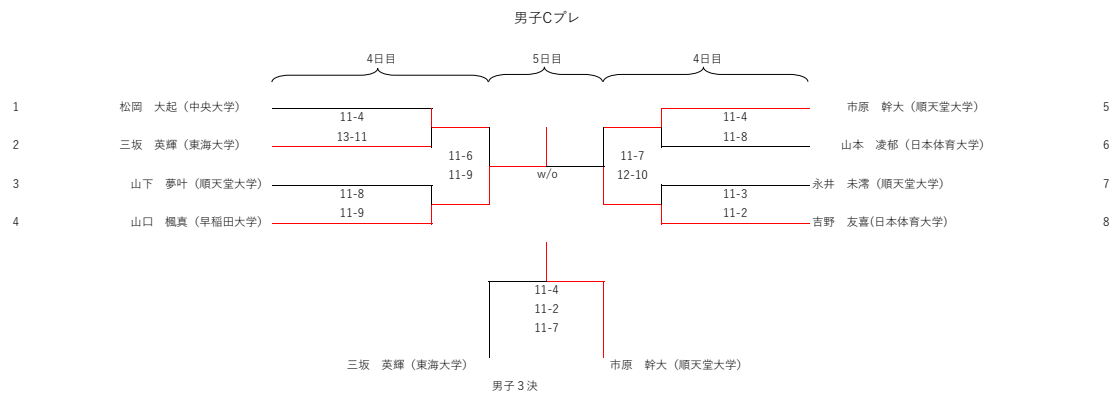 男子Cプレ
4日目 5日目 4日目
1 松岡　大起（中央大学） 市原　幹大（順天堂大学） 5
11-4 11-4
13-11 11-8
2 三坂　英輝（東海大学） 山本　凌郁（日本体育大学） 6
11-6 11-7
11-9 w/o 12-10
3 山下　夢叶（順天堂大学） 永井　未澪（順天堂大学） 7
11-8 11-3
11-9 11-2
4 山口　楓真（早稲田大学） 吉野　友喜(日本体育大学） 8
11-4
11-2
11-7
三坂　英輝（東海大学） 市原　幹大（順天堂大学）
男子３決